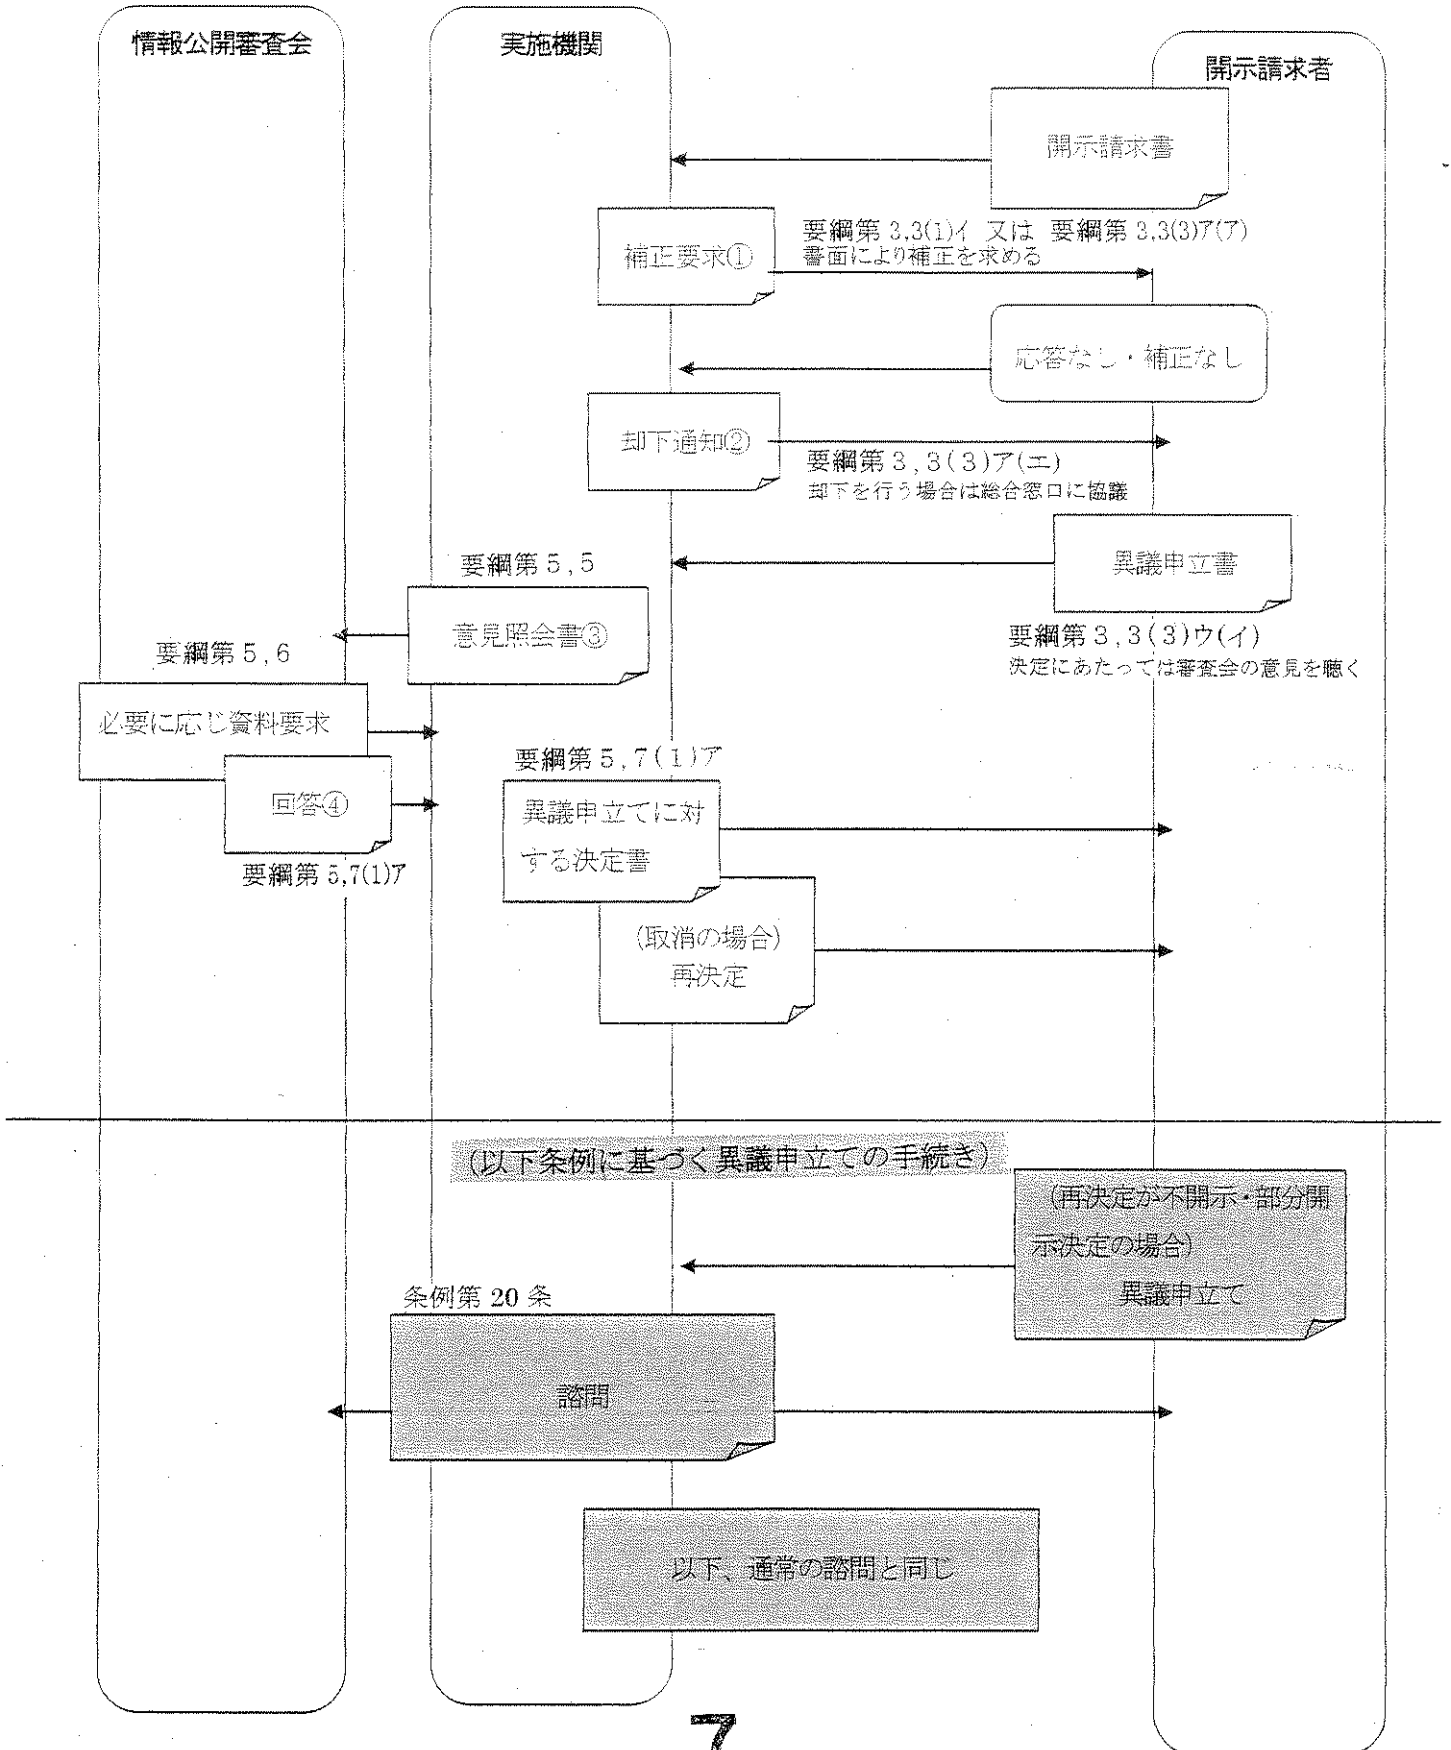 情報公開審査会
実施機関
開示請求者
開示請求書
補正要求①
要綱第 3,3(1)イ 又は 要綱第 3,3(3)ア(ア)
書面により補正を求める
応答なし・補正なし
却下通知②
要綱第 3,3(3)ア(エ)
却下を行う場合は総合窓口に協議
異議申立書
要綱第 5,5
意見照会書③
要綱第 3,3(3)ウ(イ)
決定にあたっては審査会の意見を聴く
要綱第 5,6
必要に応じ資料要求
回答④
要綱第 5,7(1)ア
要綱第 5,7(1)ア
異議申立てに対
する決定書
(取消の場合)
再決定
(以下条例に基づく異議申立ての手続き)
(再決定が不開示・部分開
示決定の場合)
異議申立て
条例第 20 条
諮問
以下、通常の諮問と同じ
7